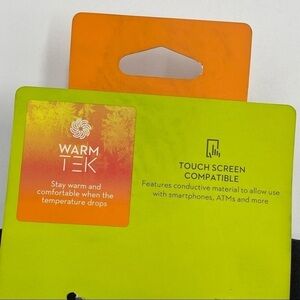 WARM
TEK
Stay warm and
comfortable when the
temperature drops
TOUCH SCREEN
COMPATIBLE
Features conductive material to allow use
with smartphones, ATMs and more